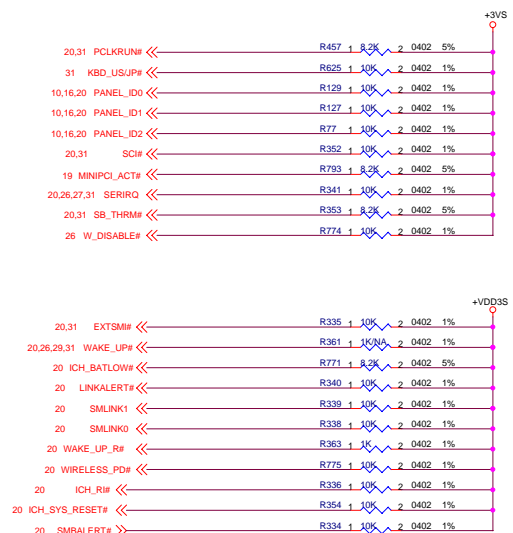 +3VS
20,31 PCLKRUN# R457 1 8.2K 2 0402 5%
31 KBD_US/JP# R625 1 10K 2 0402 1%
10,16,20 PANEL_ID0 R129 1 10K 2 0402 1%
10,16,20 PANEL_ID1 R127 1 10K 2 0402 1%
10,16,20 PANEL_ID2 R77 1 10K 2 0402 1%
20,31 SCI# R352 1 10K 2 0402 1%
19 MINIPCI_ACT# R793 1 8.2K 2 0402 5%
20,26,27,31 SERIRQ R341 1 10K 2 0402 1%
20,31 SB_THRM# R353 1 8.2K 2 0402 5%
26 W_DISABLE# R774 1 10K 2 0402 1%
+VDD3S
20,31 EXTSMI# R335 1 10K 2 0402 1%
20,26,29,31 WAKE_UP# R361 1 1K/NA 2 0402 1%
20 ICH_BATLOW# R771 1 8.2K 2 0402 5%
20 LINKALERT# R340 1 10K 2 0402 1%
20 SMLINK1 R339 1 10K 2 0402 1%
20 SMLINK0 R338 1 10K 2 0402 1%
20 WAKE_UP_R# R363 1 1K 2 0402 1%
20 WIRELESS_PD# R775 1 10K 2 0402 1%
20 ICH_RI# R336 1 10K 2 0402 1%
20 ICH_SYS_RESET# R354 1 10K 2 0402 1%
20 SMBALERT# R334 1 10K 2 0402 1%